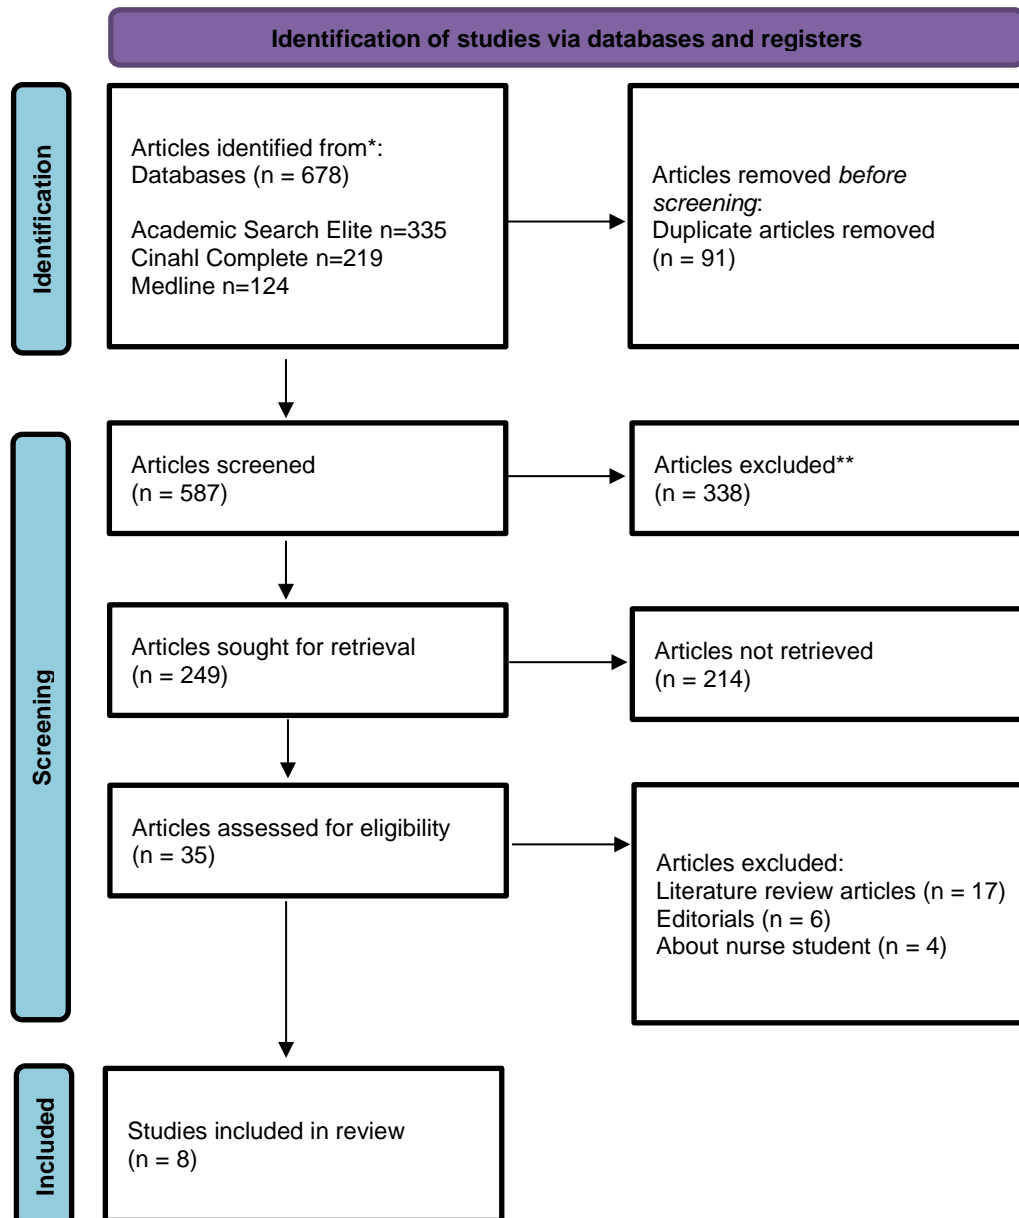 Identification of studies via databases and registers
Identification
Articles identified from*:
Databases (n = 678)
Academic Search Elite n=335
Cinahl Complete n=219
Medline n=124
Articles removed before
screening:
Duplicate articles removed
(n = 91)
Screening
Articles screened
(n = 587)
Articles excluded**
(n = 338)
Articles sought for retrieval
(n = 249)
Articles not retrieved
(n = 214)
Articles assessed for eligibility
(n = 35)
Articles excluded:
Literature review articles (n = 17)
Editorials (n = 6)
About nurse student (n = 4)
Included
Studies included in review
(n = 8)